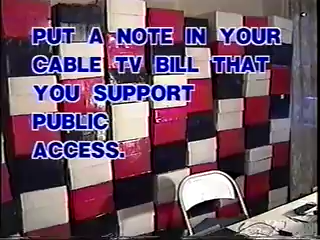 PUT A NOTE IN YOUR
CABLE TV BILL THAT
YOU SUPPORT
PUBLIC
ACCESS.